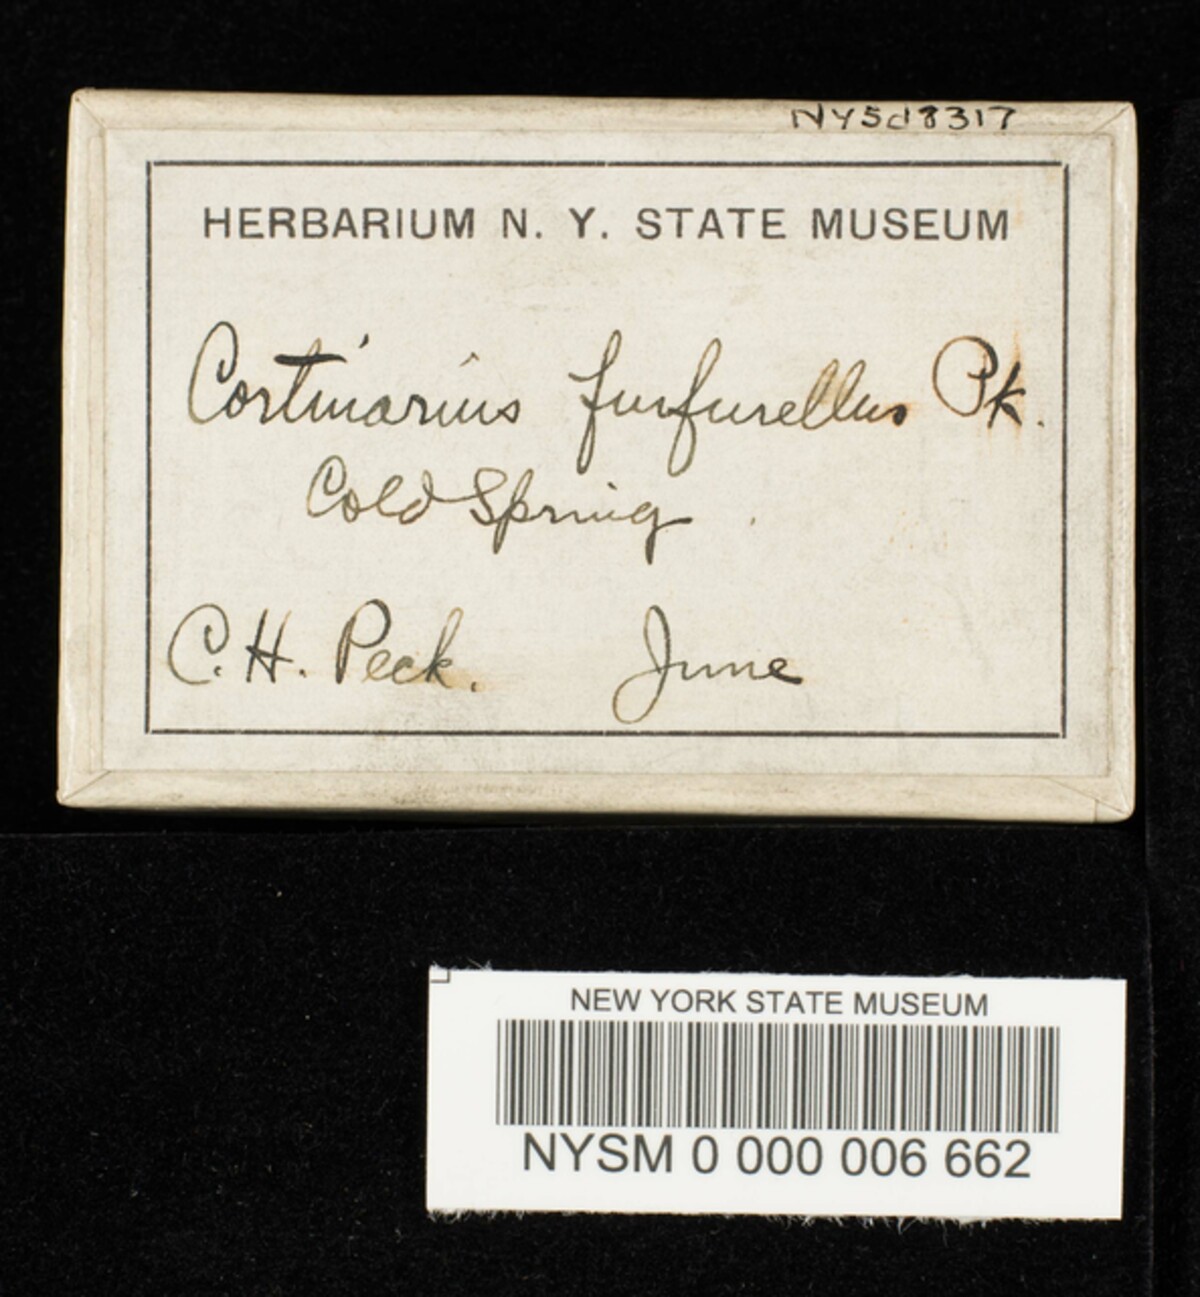 NYSd8317
HERBARIUM N. Y. STATE MUSEUM
Cortinarius furfurellus Pk.
Cold Spring
C. H. Peck. June
NEW YORK STATE MUSEUM
NYSM 0 000 006 662